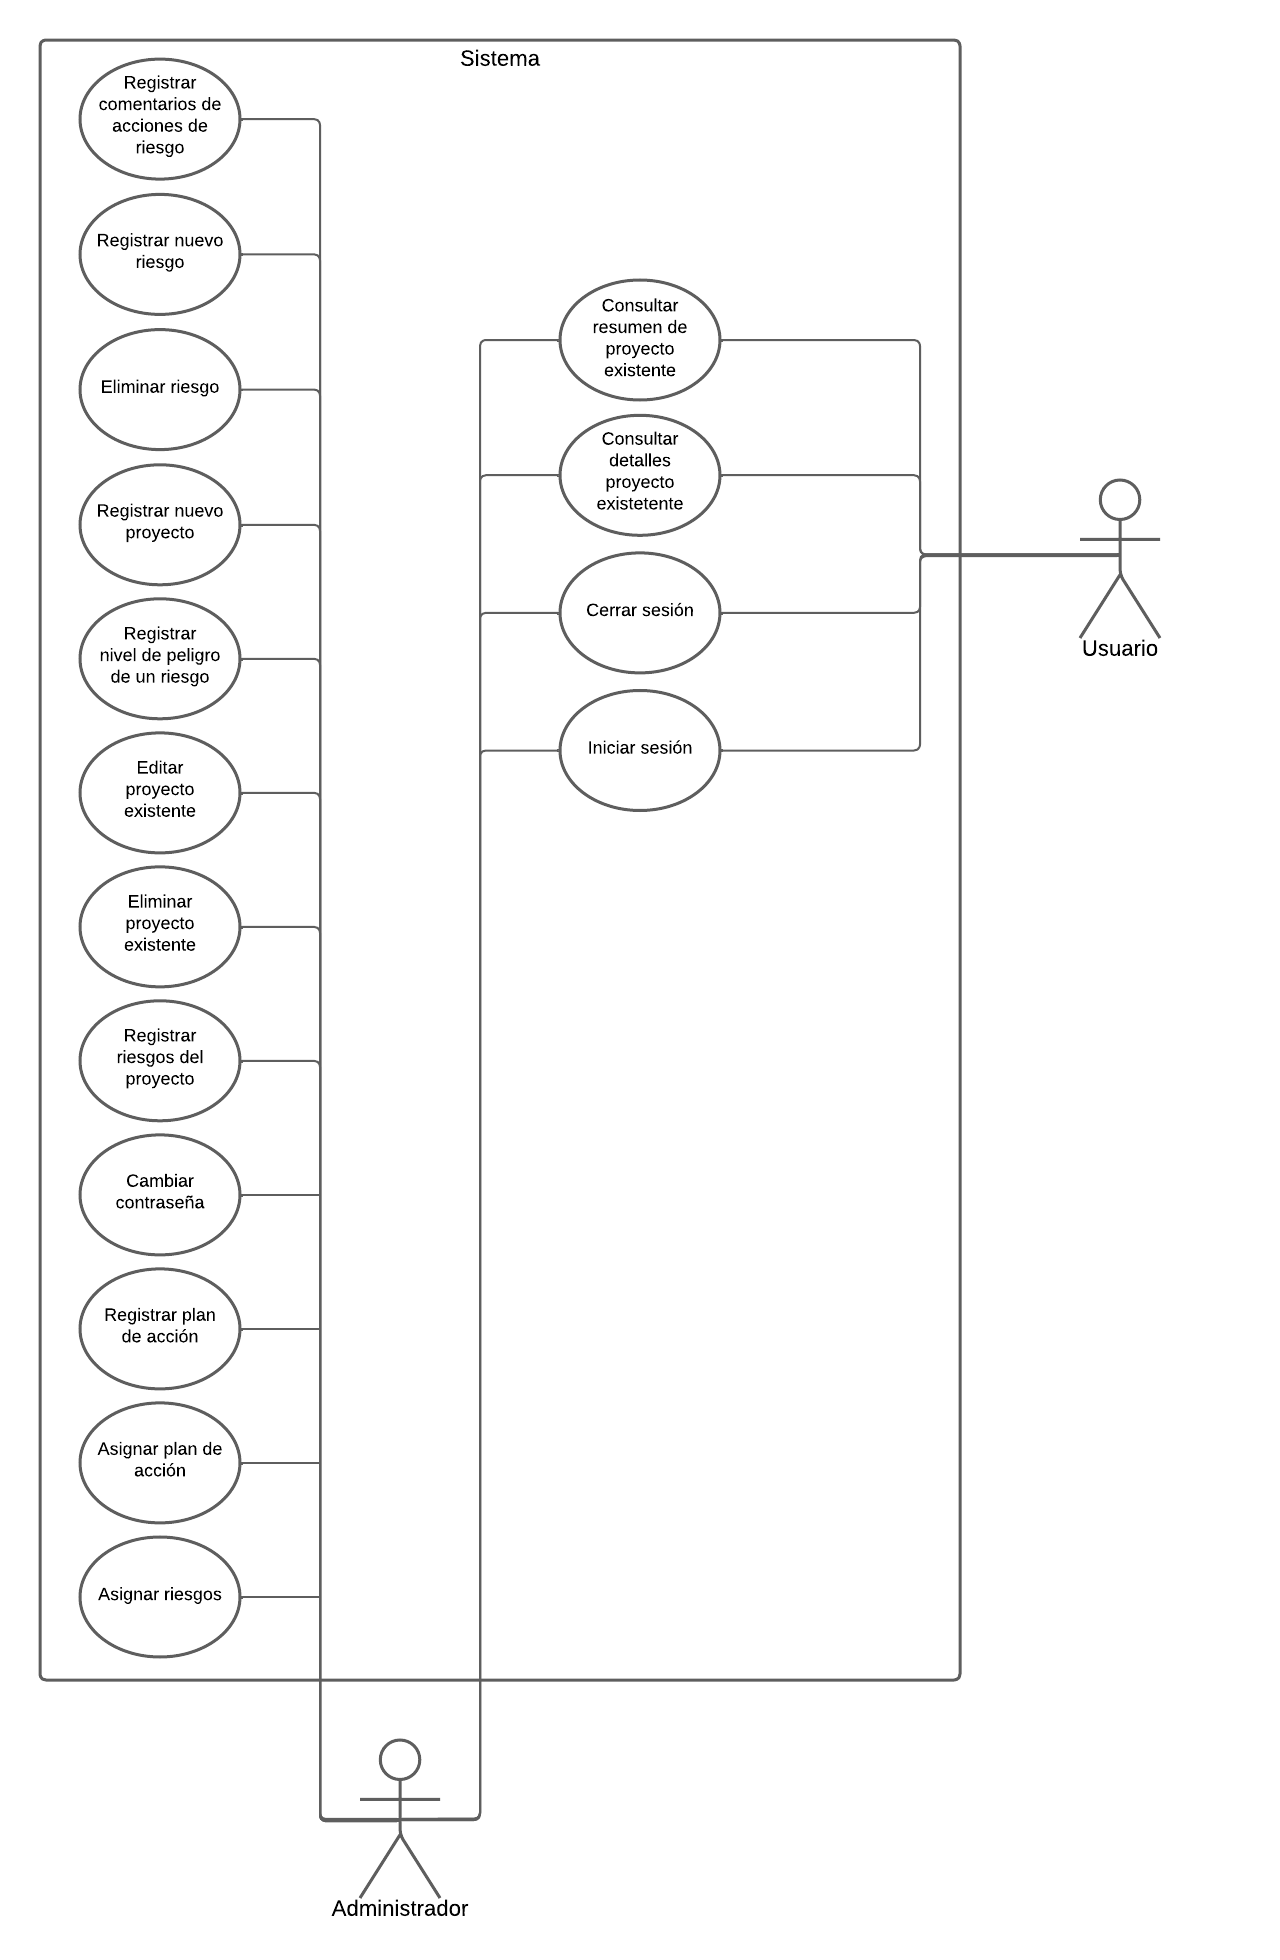 Sistema
Registrar
comentarios de
acciones de
riesgo
Registrar nuevo
riesgo
Eliminar riesgo
Registrar nuevo
proyecto
Registrar
nivel de peligro
de un riesgo
Editar
proyecto
existente
Eliminar
proyecto
existente
Registrar
riesgos del
proyecto
Cambiar
contraseña
Registrar plan
de acción
Asignar plan de
acción
Asignar riesgos
Consultar
resumen de
proyecto
existente
Consultar
detalles
proyecto
existetente
Cerrar sesión
Iniciar sesión
Usuario
Administrador